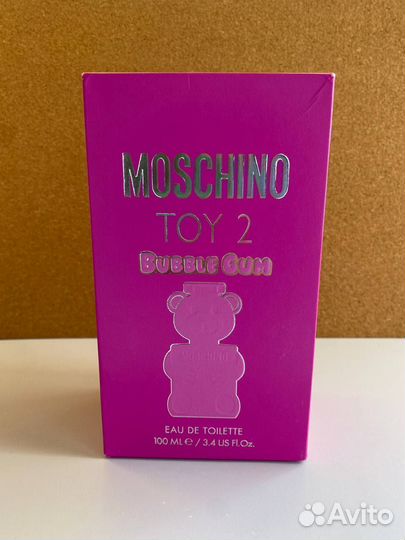 MOSCHINO
TOY 2
BUBBLE GUM
MOSCHINO
EAU DE TOILETTE
100 ML ℮ / 3.4 US Fl.Oz.
Avito